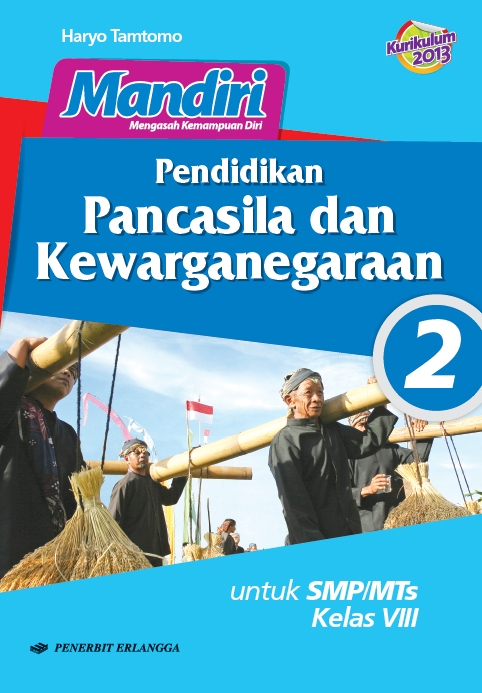 Haryo Tamtomo
Kurikulum
2013
Mandiri
Mengasah Kemampuan Diri
Pendidikan
Pancasila dan
Kewarganegaraan
2
untuk SMP/MTs
Kelas VIII
PENERBIT ERLANGGA